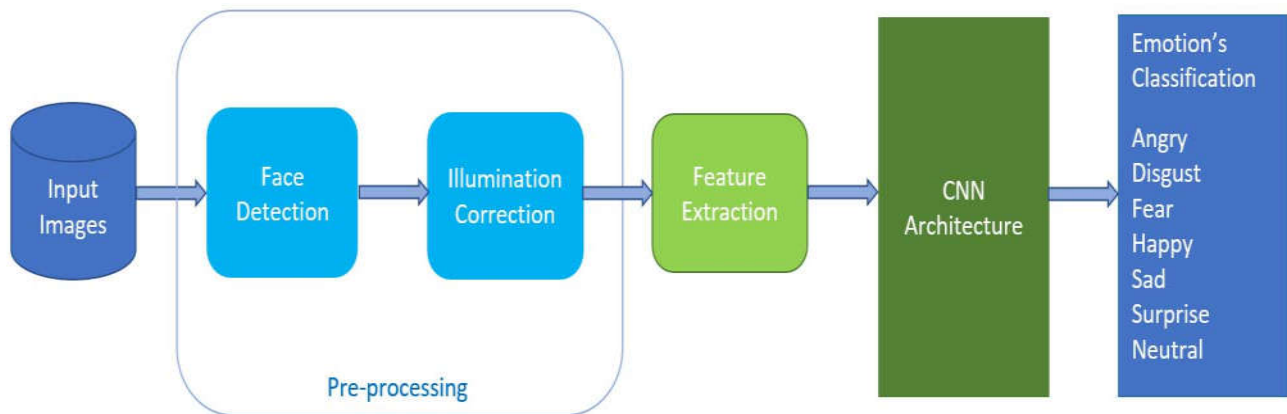 Input
Images
Face
Detection
Illumination
Correction
Pre-processing
Feature
Extraction
CNN
Architecture
Emotion's
Classification
Angry
Disgust
Fear
Happy
Sad
Surprise
Neutral